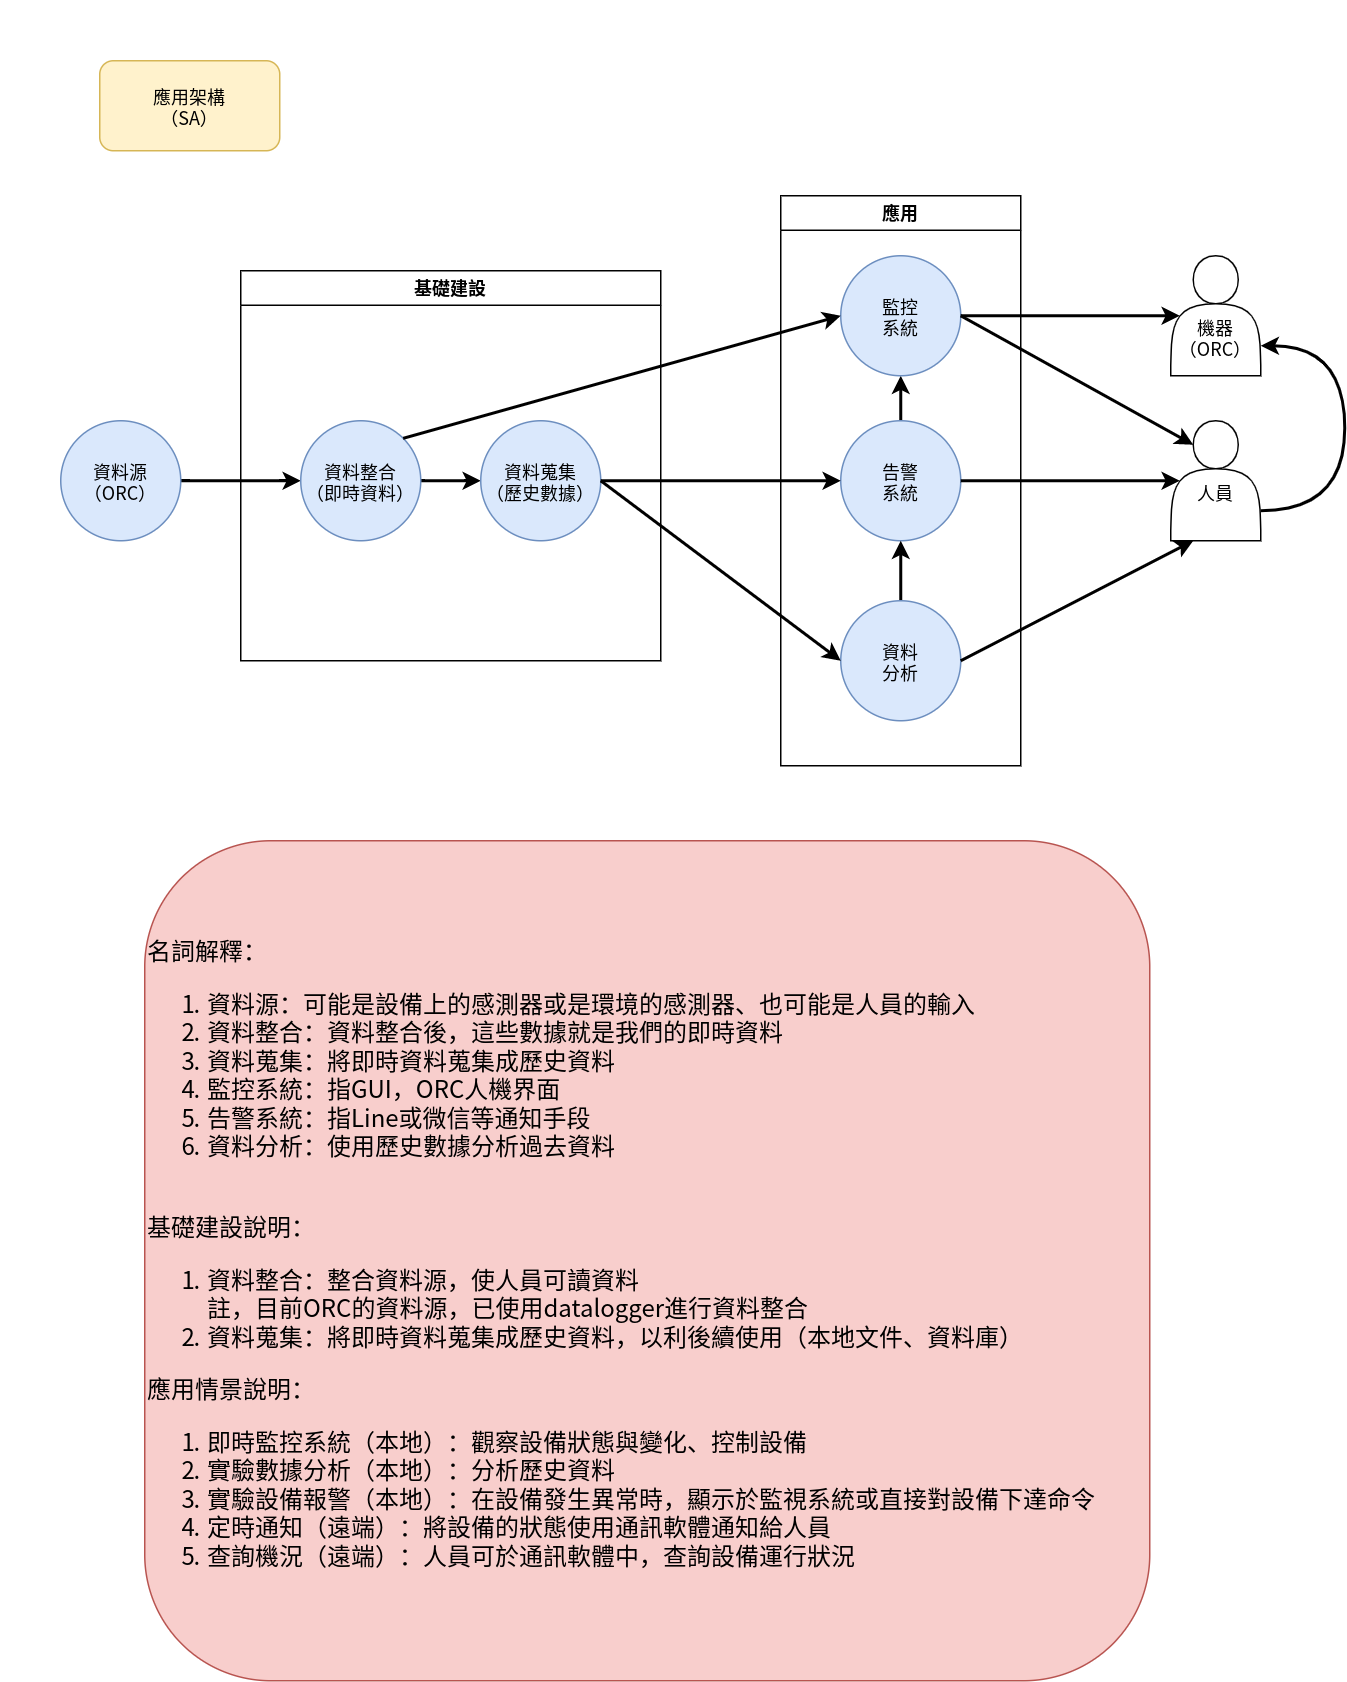 應用架構
（SA）
應用
基礎建設
監控
系統
機器
（ORC）
資料源
（ORC）
資料整合
（即時資料）
資料蒐集
（歷史數據）
告警
系統
人員
資料
分析
名詞解釋：
1. 資料源：可能是設備上的感測器或是環境的感測器、也可能是人員的輸入
2. 資料整合：資料整合後，這些數據就是我們的即時資料
3. 資料蒐集：將即時資料蒐集成歷史資料
4. 監控系統：指GUI，ORC人機界面
5. 告警系統：指Line或微信等通知手段
6. 資料分析：使用歷史數據分析過去資料
基礎建設說明：
1. 資料整合：整合資料源，使人員可讀資料
註，目前ORC的資料源，已使用datalogger進行資料整合
2. 資料蒐集：將即時資料蒐集成歷史資料，以利後續使用（本地文件、資料庫）
應用情景說明：
1. 即時監控系統（本地）：觀察設備狀態與變化、控制設備
2. 實驗數據分析（本地）：分析歷史資料
3. 實驗設備報警（本地）：在設備發生異常時，顯示於監視系統或直接對設備下達命令
4. 定時通知（遠端）：將設備的狀態使用通訊軟體通知給人員
5. 查詢機況（遠端）：人員可於通訊軟體中，查詢設備運行狀況